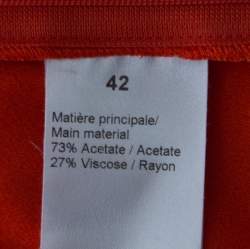 42
Matière principale/
Main material
73% Acetate / Acetate
27% Viscose / Rayon